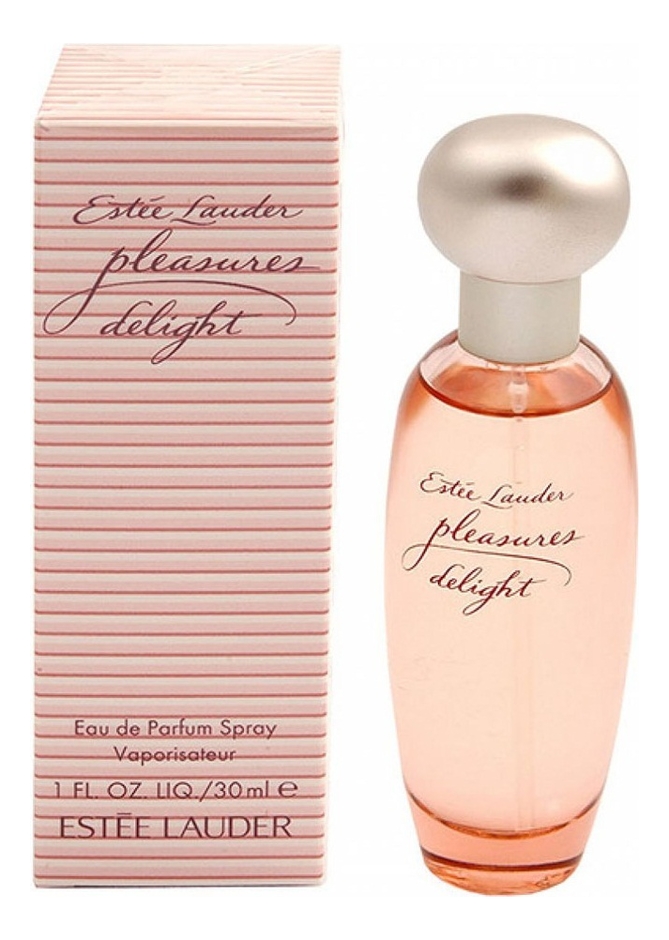 Estée Lauder
pleasures
delight
Eau de Parfum Spray
Vaporisateur
1 FL. OZ. LIQ./30 ml ℮
ESTĒE LAUDER
Estée Lauder
pleasures
delight